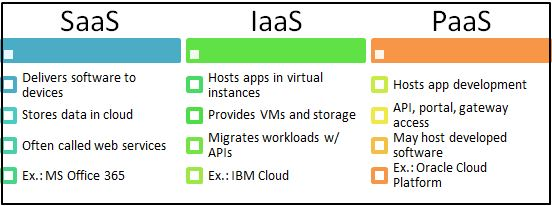 SaaS
Delivers software to
devices
Stores data in cloud
Often called web services
Ex.: MS Office 365
IaaS
Hosts apps in virtual
instances
Provides VMs and storage
Migrates workloads w/
APIs
Ex.: IBM Cloud
PaaS
Hosts app development
API, portal, gateway
access
May host developed
software
Ex.: Oracle Cloud
Platform